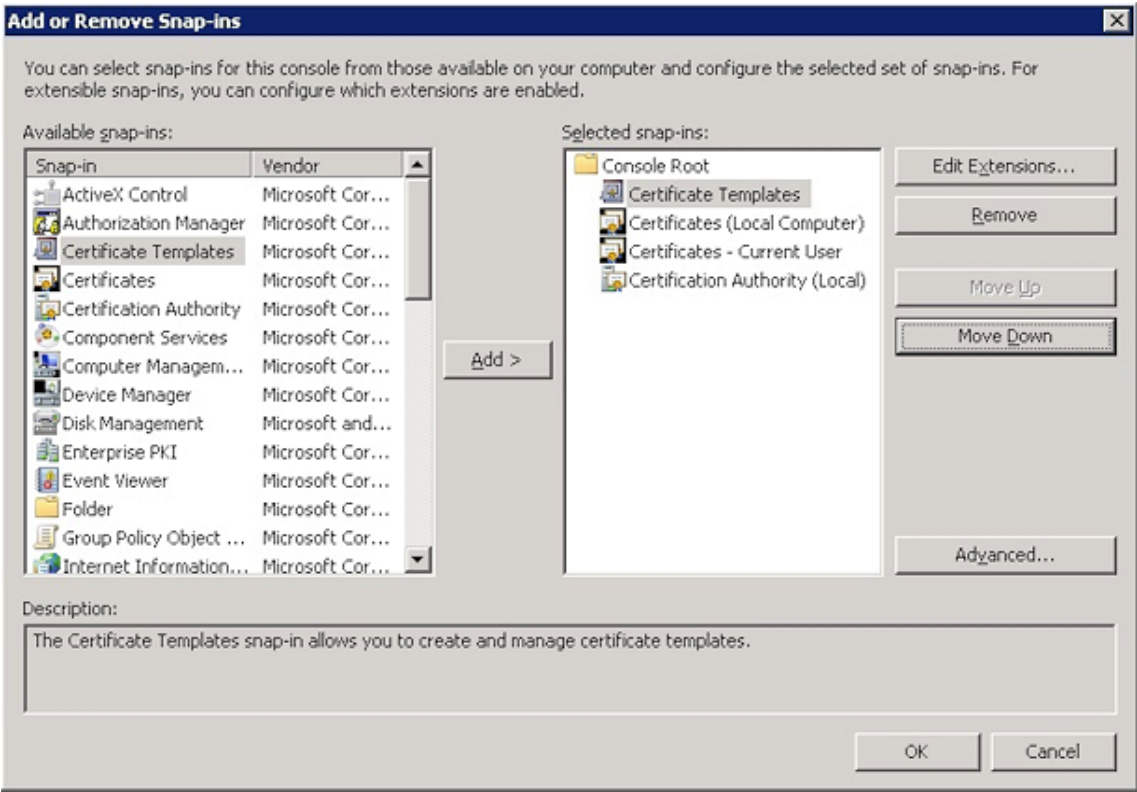 Add or Remove Snap-ins
You can select snap-ins for this console from those available on your computer and configure the selected set of snap-ins. For
extensible snap-ins, you can configure which extensions are enabled.
Available snap-ins:
Snap-in Vendor
ActiveX Control Microsoft Cor...
Authorization Manager Microsoft Cor...
Certificate Templates Microsoft Cor...
Certificates Microsoft Cor...
Certification Authority Microsoft Cor...
Component Services Microsoft Cor...
Computer Managem... Microsoft Cor...
Device Manager Microsoft Cor...
Disk Management Microsoft and...
Enterprise PKI Microsoft Cor...
Event Viewer Microsoft Cor...
Folder Microsoft Cor...
Group Policy Object ... Microsoft Cor...
Internet Information... Microsoft Cor...
Add >
Selected snap-ins:
Console Root
Certificate Templates
Certificates (Local Computer)
Certificates - Current User
Certification Authority (Local)
Edit Extensions...
Remove
Move Up
Move Down
Advanced...
Description:
The Certificate Templates snap-in allows you to create and manage certificate templates.
OK
Cancel